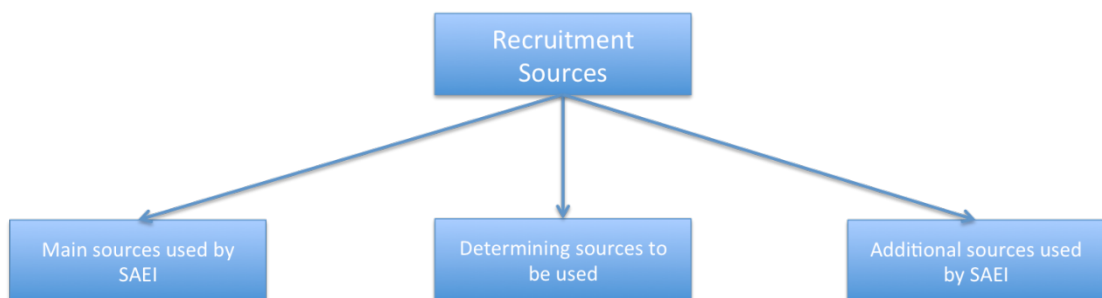 Recruitment
Sources
Main sources used by
SAEI
Determining sources to
be used
Additional sources used
by SAEI